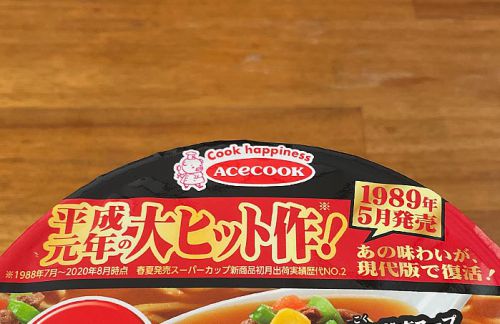 Cook happiness
Acecook
平成元年の大ヒット作!※
1989年
5月発売
※1988年7月〜2020年8月時点 春夏発売スーパーカップ新商品初月出荷実績歴代NO.2
あの味わいが、
現代版で復活!